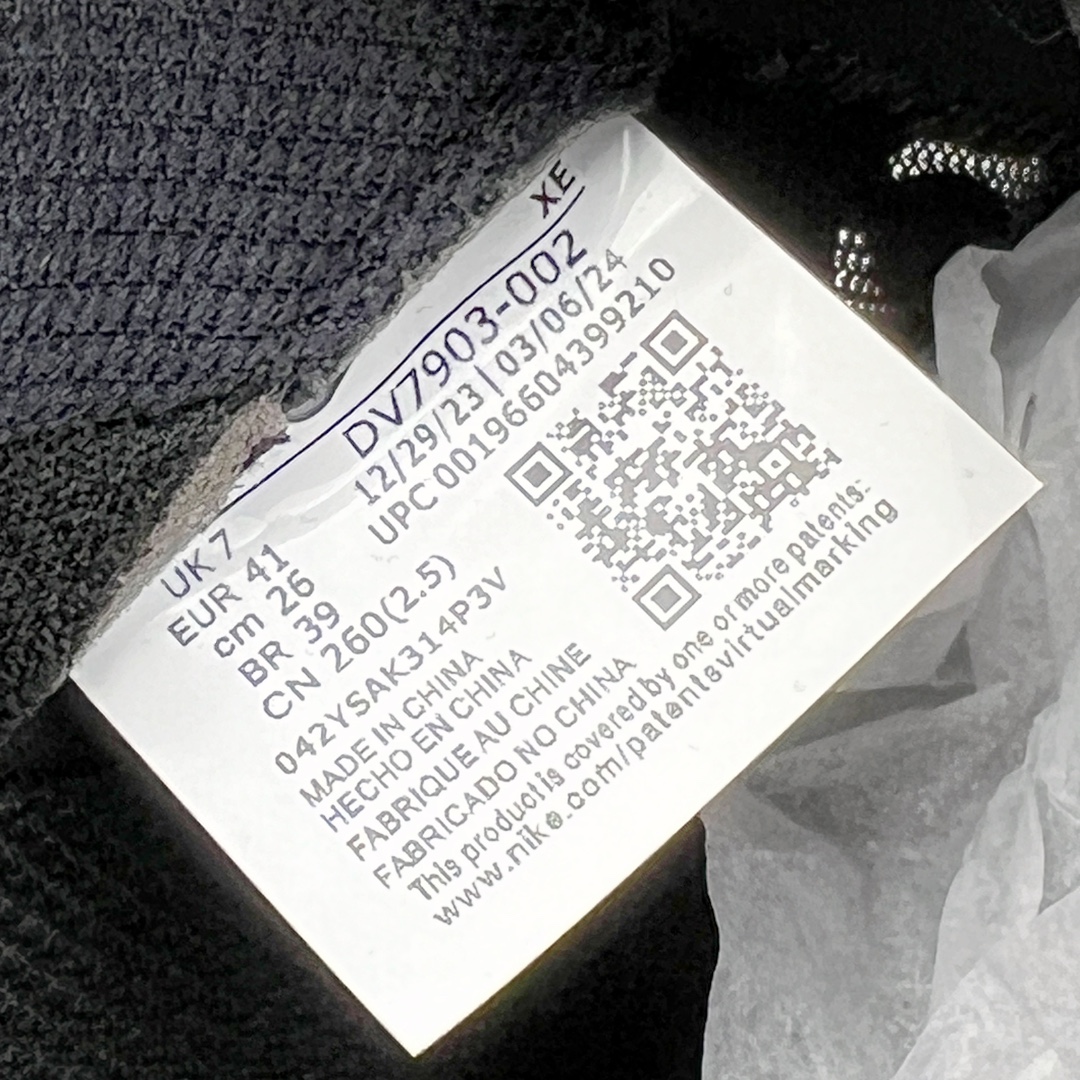 XE
DV7903-002
12/29/23 | 03/06/24
UPC 00196604399210
UK 7
EUR 41
cm 26
BR 39
CN 260(2.5)
042YSAK314P3V
MADE IN CHINA
HECHO EN CHINA
FABRIQUE AU CHINE
FABRICADO NO CHINA
This product is covered by one or more patents:
www.nike.com/patentsvirtualmarking